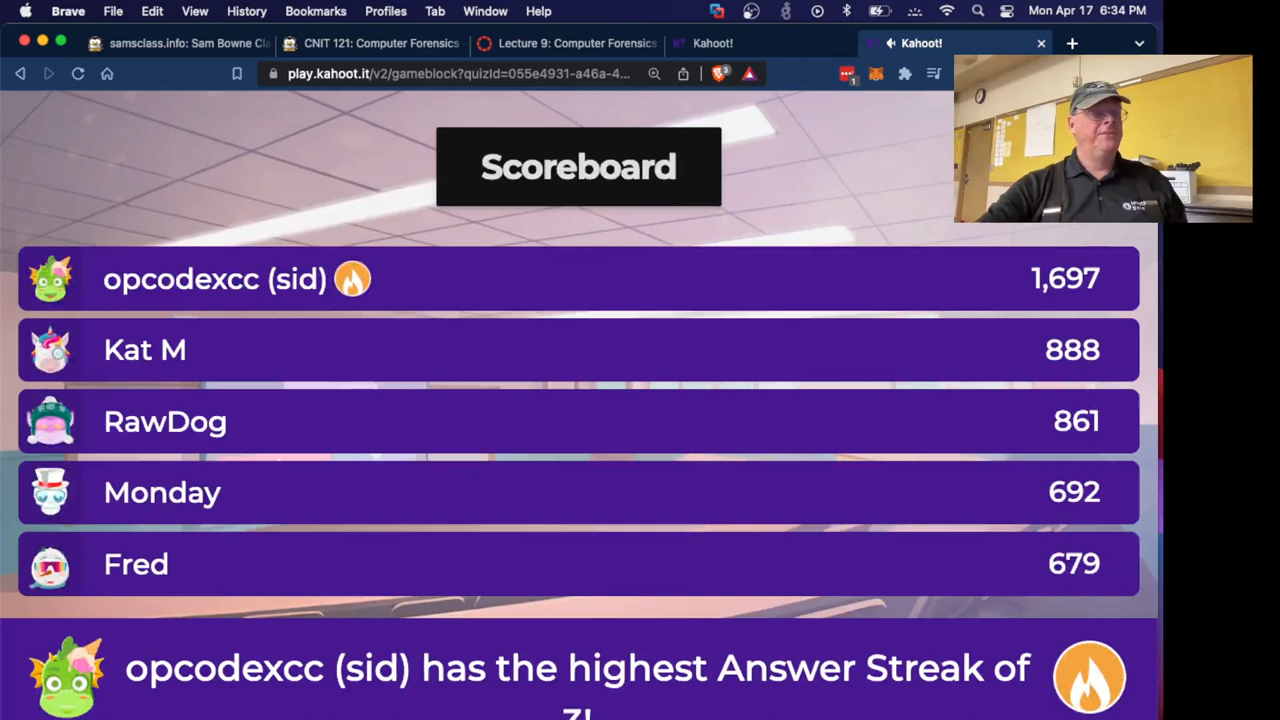 Brave File Edit View History Bookmarks Profiles Tab Window Help Mon Apr 17 6:34 PM
samsclass.info: Sam Bowne Cla CNIT 121: Computer Forensics Lecture 9: Computer Forensics Kahoot! Kahoot!
play.kahoot.it/v2/gameblock?quizId=055e4931-a46a-4... 3 1
Scoreboard
opcodexcc (sid) 1,697
Kat M 888
RawDog 861
Monday 692
Fred 679
opcodexcc (sid) has the highest Answer Streak of